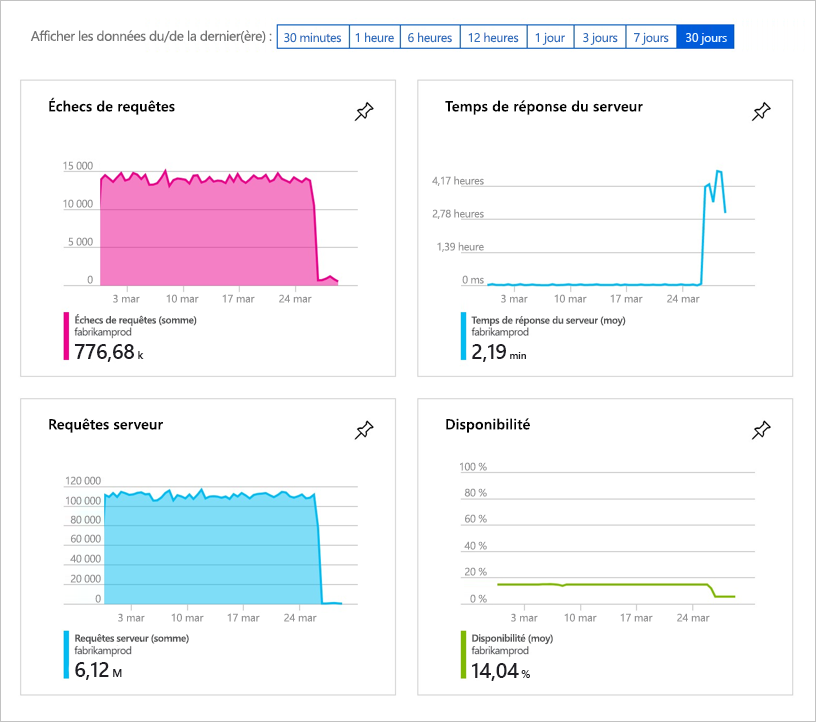 Afficher les données du/de la dernier(ère) : 30 minutes 1 heure 6 heures 12 heures 1 jour 3 jours 7 jours 30 jours
Échecs de requêtes
15 000
10 000
5 000
0
3 mar 10 mar 17 mar 24 mar
Échecs de requêtes (somme)
fabrikamprod
776,68 k
Temps de réponse du serveur
4,17 heures
2,78 heures
1,39 heure
0 ms
3 mar 10 mar 17 mar 24 mar
Temps de réponse du serveur (moy)
fabrikamprod
2,19 min
Requêtes serveur
120 000
100 000
80 000
60 000
40 000
20 000
0
3 mar 10 mar 17 mar 24 mar
Requêtes serveur (somme)
fabrikamprod
6,12 M
Disponibilité
100 %
80 %
60 %
40 %
20 %
0 %
3 mar 10 mar 17 mar 24 mar
Disponibilité (moy)
fabrikamprod
14,04 %